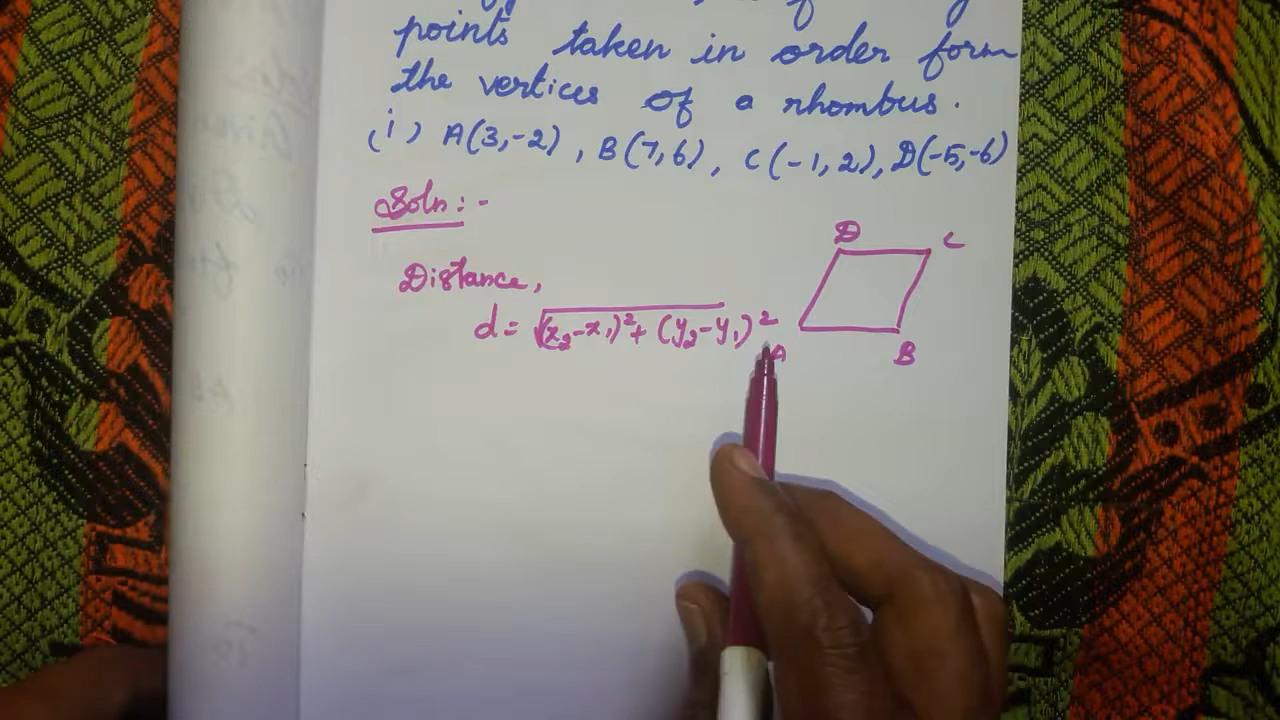 points taken in order form
the vertices of a rhombus.
(i) A(3,-2), B(7,6), C(-1,2), D(-5,-6)
Soln:-
D C
Distance,
d = √(x₂-x₁)²+(y₂-y₁)²
A B